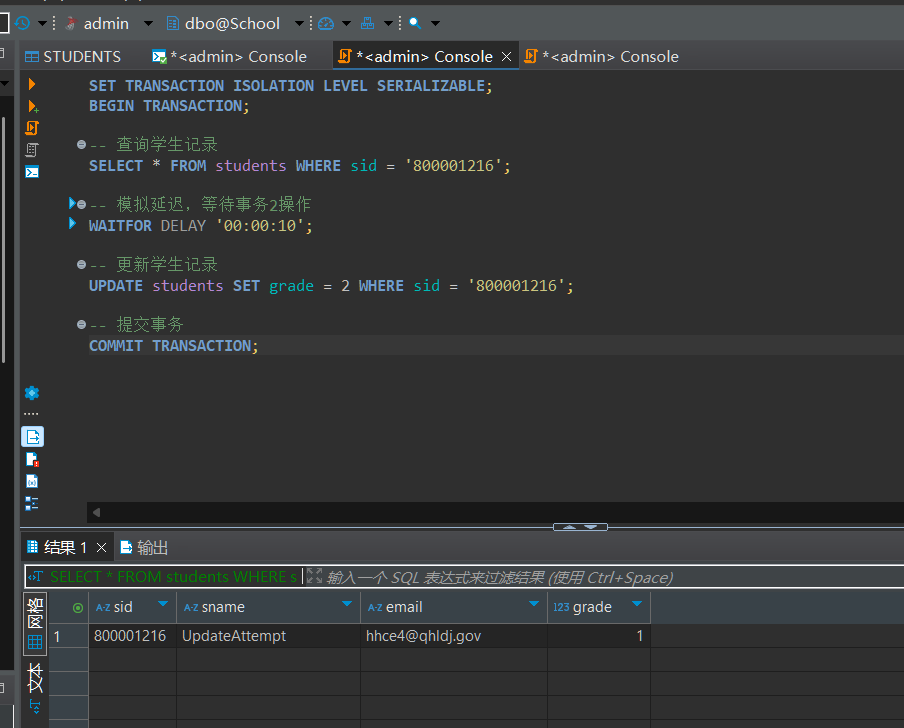 admin dbo@School
STUDENTS *<admin> Console *<admin> Console *<admin> Console
SET TRANSACTION ISOLATION LEVEL SERIALIZABLE;
BEGIN TRANSACTION;
-- 查询学生记录
SELECT * FROM students WHERE sid = '800001216';
-- 模拟延迟，等待事务2操作
WAITFOR DELAY '00:00:10';
-- 更新学生记录
UPDATE students SET grade = 2 WHERE sid = '800001216';
-- 提交事务
COMMIT TRANSACTION;
结果 1 输出
SELECT * FROM students WHERE s 输入一个 SQL 表达式来过滤结果 (使用 Ctrl+Space)
网格
A-Z sid A-Z sname A-Z email 123 grade
1 800001216 UpdateAttempt hhce4@qhldj.gov 1
文本